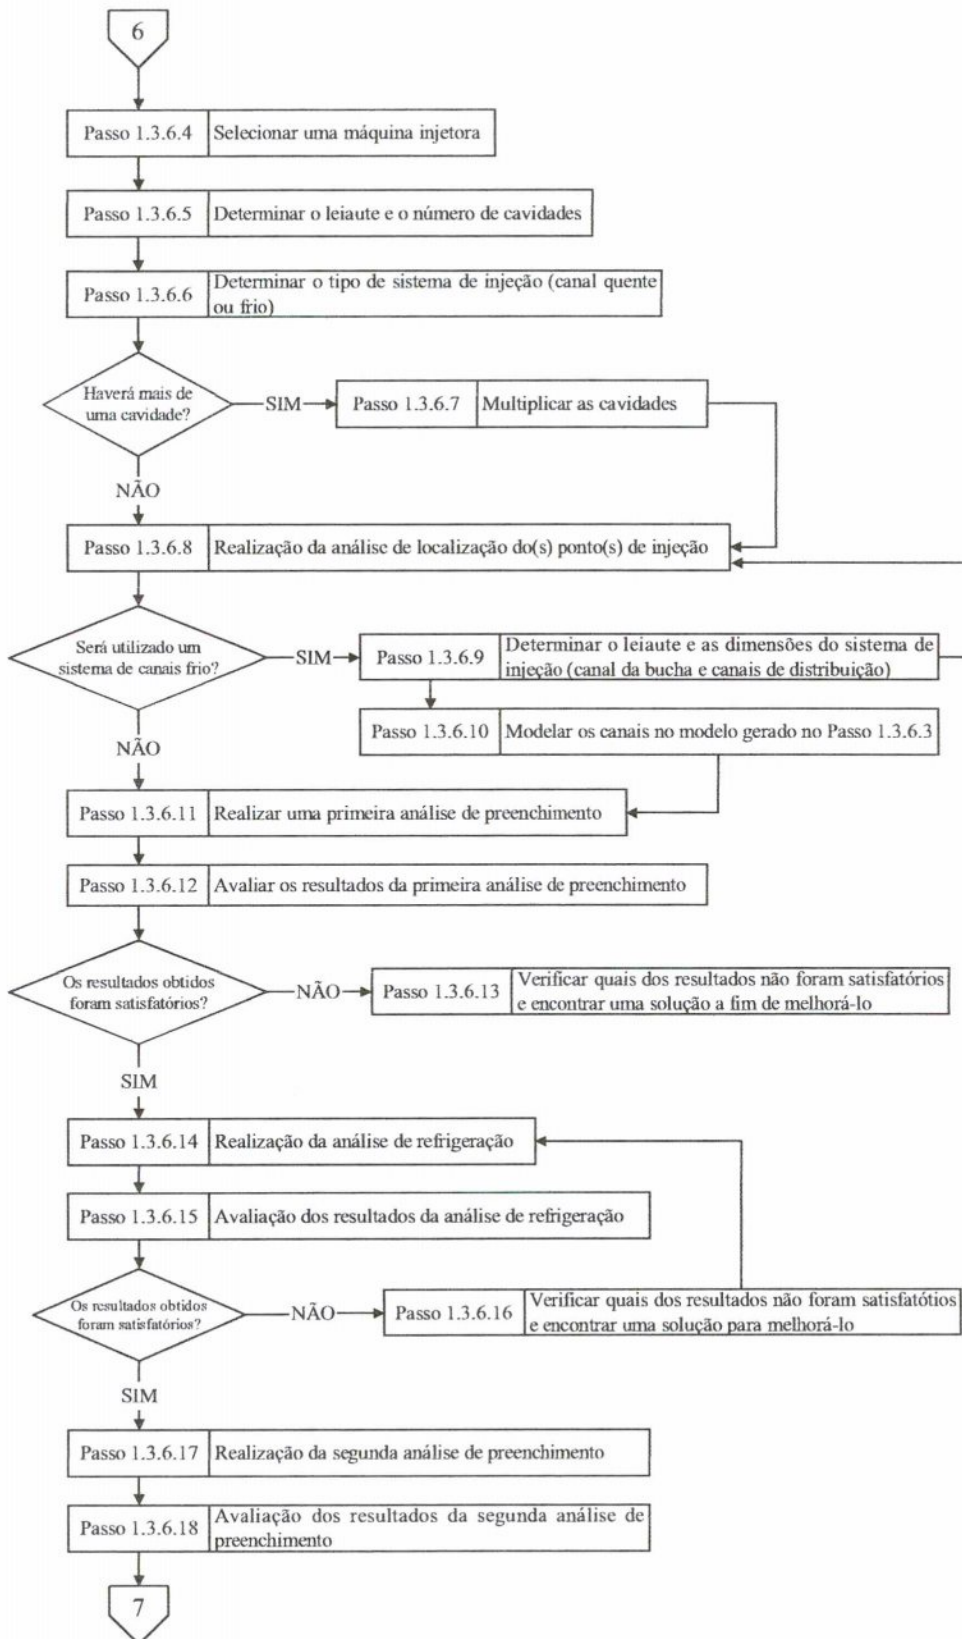 6
Passo 1.3.6.4 Selecionar uma máquina injetora
Passo 1.3.6.5 Determinar o leiaute e o número de cavidades
Passo 1.3.6.6 Determinar o tipo de sistema de injeção (canal quente
ou frio)
Haverá mais de
uma cavidade?
SIM
Passo 1.3.6.7 Multiplicar as cavidades
NÃO
Passo 1.3.6.8 Realização da análise de localização do(s) ponto(s) de injeção
Será utilizado um
sistema de canais frio?
SIM
Passo 1.3.6.9 Determinar o leiaute e as dimensões do sistema de
injeção (canal da bucha e canais de distribuição)
Passo 1.3.6.10 Modelar os canais no modelo gerado no Passo 1.3.6.3
NÃO
Passo 1.3.6.11 Realizar uma primeira análise de preenchimento
Passo 1.3.6.12 Avaliar os resultados da primeira análise de preenchimento
Os resultados obtidos
foram satisfatórios?
NÃO
Passo 1.3.6.13 Verificar quais dos resultados não foram satisfatórios
e encontrar uma solução a fim de melhorá-lo
SIM
Passo 1.3.6.14 Realização da análise de refrigeração
Passo 1.3.6.15 Avaliação dos resultados da análise de refrigeração
Os resultados obtidos
foram satisfatórios?
NÃO
Passo 1.3.6.16 Verificar quais dos resultados não foram satisfatótios
e encontrar uma solução para melhorá-lo
SIM
Passo 1.3.6.17 Realização da segunda análise de preenchimento
Passo 1.3.6.18 Avaliação dos resultados da segunda análise de
preenchimento
7